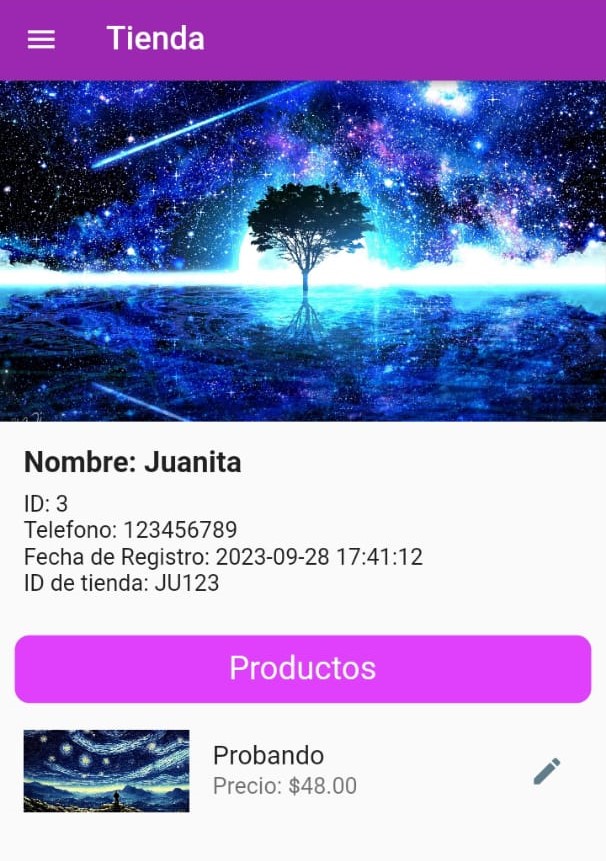 Tienda
Nombre: Juanita
ID: 3
Telefono: 123456789
Fecha de Registro: 2023-09-28 17:41:12
ID de tienda: JU123
Productos
Probando
Precio: $48.00